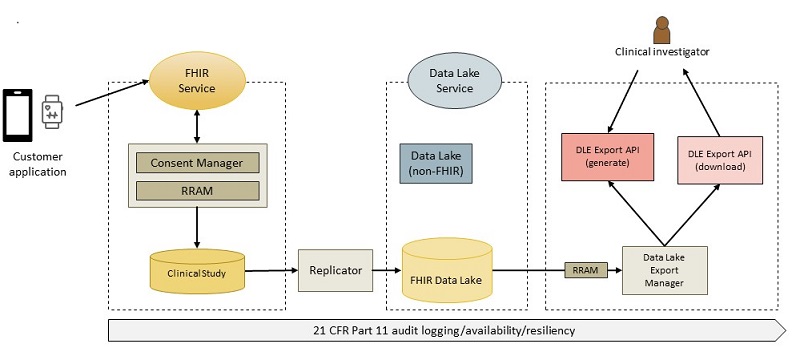 Clinical investigator
FHIR
Service
Data Lake
Service
Customer
application
Consent Manager
RRAM
Data Lake
(non-FHIR)
DLE Export API
(generate)
DLE Export API
(download)
Clinical Study
Replicator
FHIR Data Lake
RRAM
Data Lake
Export
Manager
21 CFR Part 11 audit logging/availability/resiliency